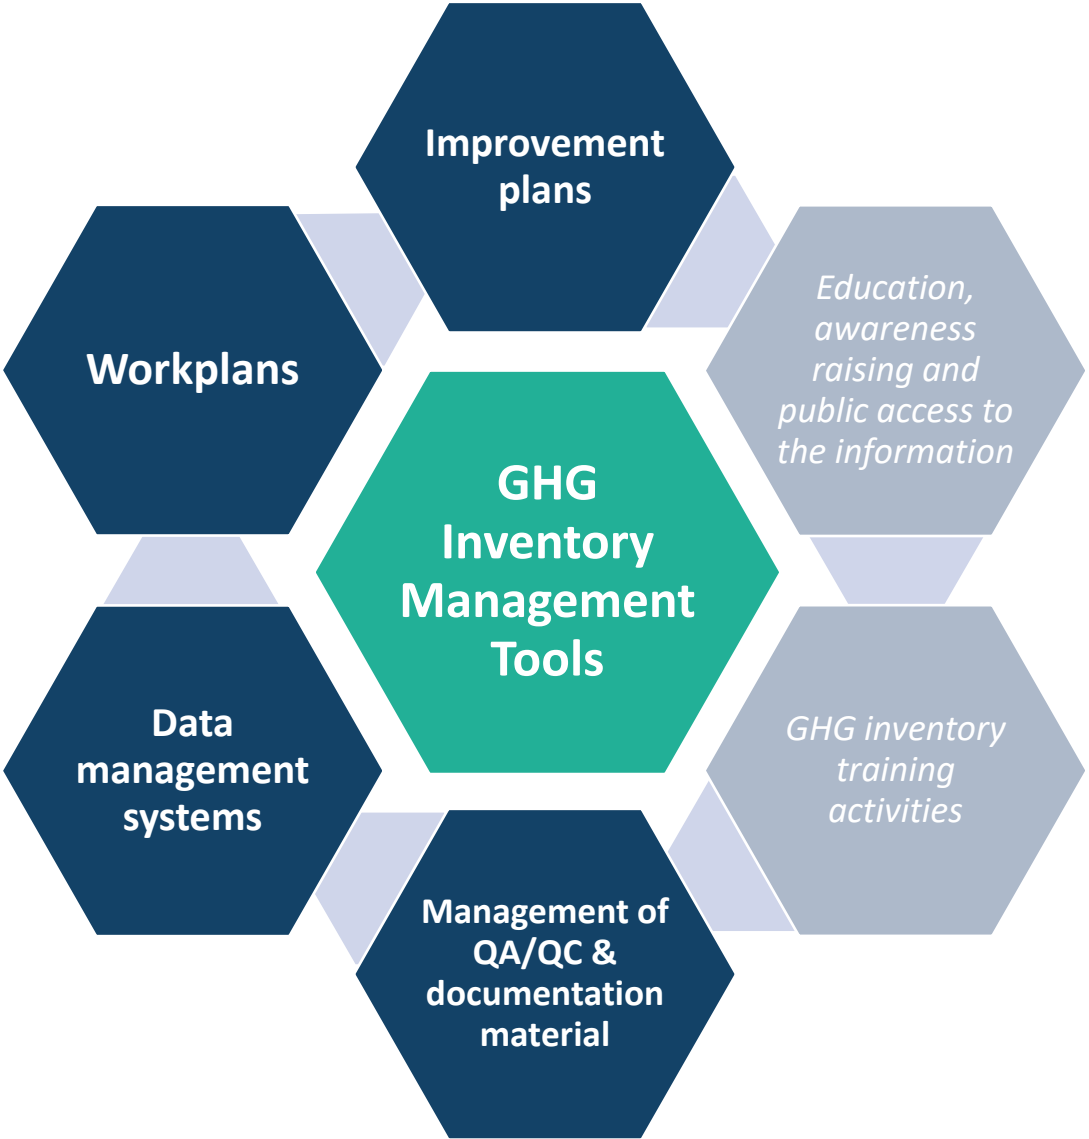 Improvement
plans
Education,
awareness
raising and
public access to
the information
Workplans
GHG
Inventory
Management
Tools
Data
management
systems
GHG inventory
training
activities
Management of
QA/QC &
documentation
material